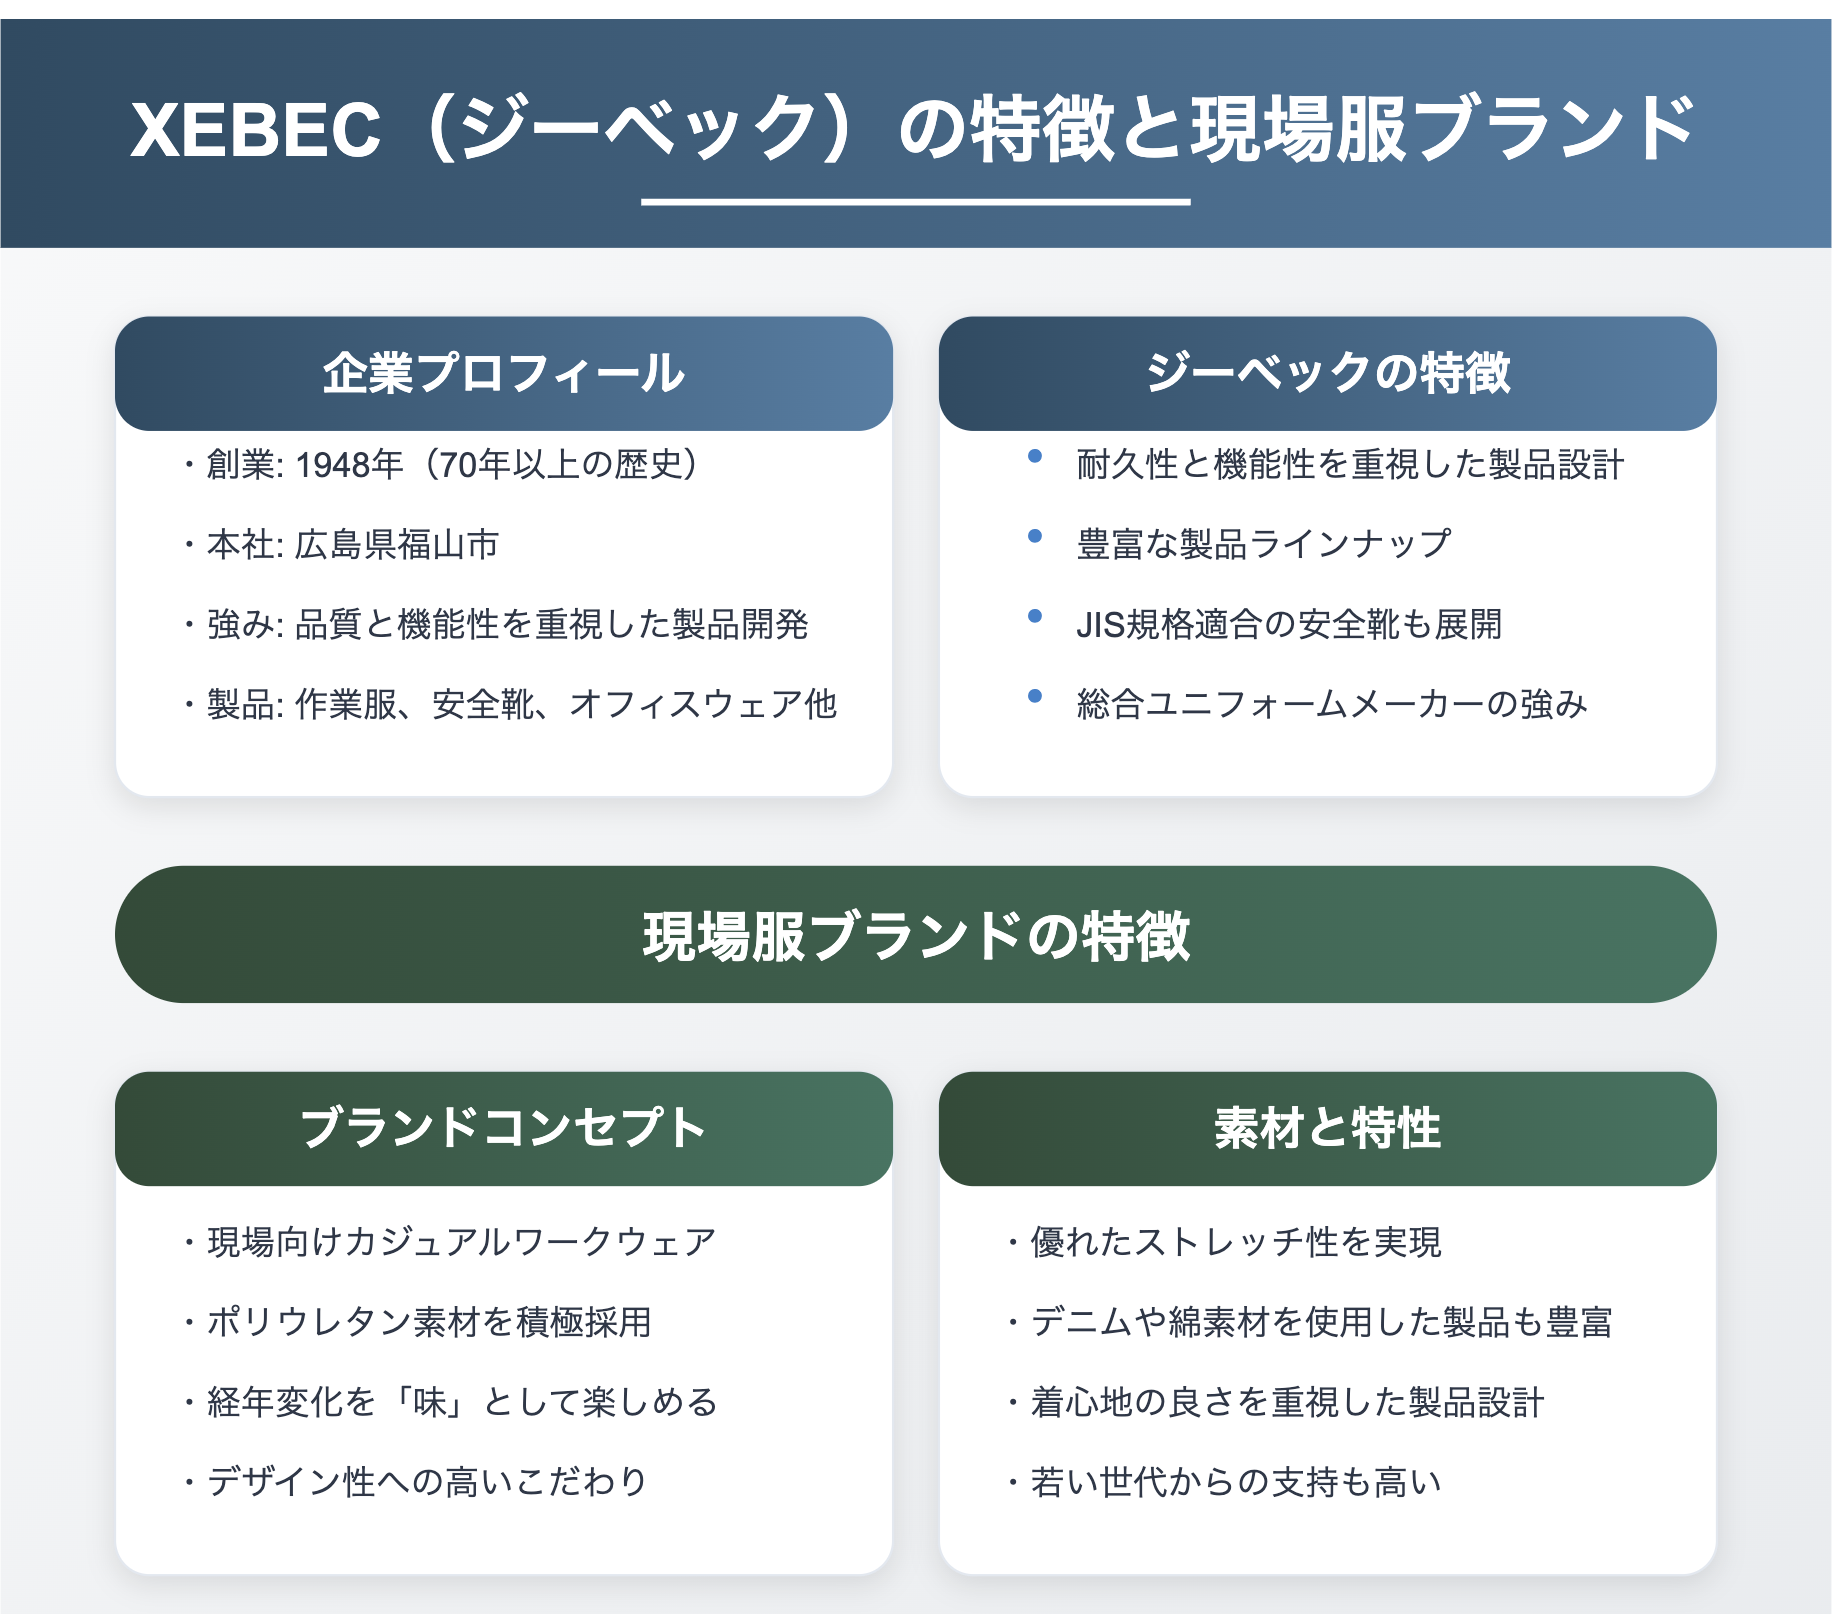 XEBEC（ジーベック）の特徴と現場服ブランド
企業プロフィール
・創業: 1948年（70年以上の歴史）
・本社: 広島県福山市
・強み: 品質と機能性を重視した製品開発
・製品: 作業服、安全靴、オフィスウェア他
ジーベックの特徴
● 耐久性と機能性を重視した製品設計
● 豊富な製品ラインナップ
● JIS規格適合の安全靴も展開
● 総合ユニフォームメーカーの強み
現場服ブランドの特徴
ブランドコンセプト
・現場向けカジュアルワークウェア
・ポリウレタン素材を積極採用
・経年変化を「味」として楽しめる
・デザイン性への高いこだわり
素材と特性
・優れたストレッチ性を実現
・デニムや綿素材を使用した製品も豊富
・着心地の良さを重視した製品設計
・若い世代からの支持も高い